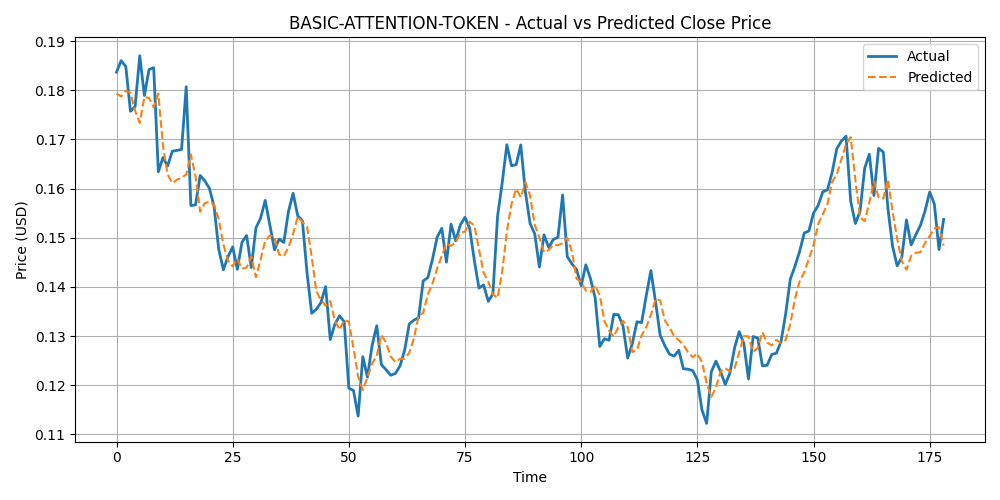 BASIC-ATTENTION-TOKEN - Actual vs Predicted Close Price
Actual
Predicted
Price (USD)
0.19
0.18
0.17
0.16
0.15
0.14
0.13
0.12
0.11
0 25 50 75 100 125 150 175
Time